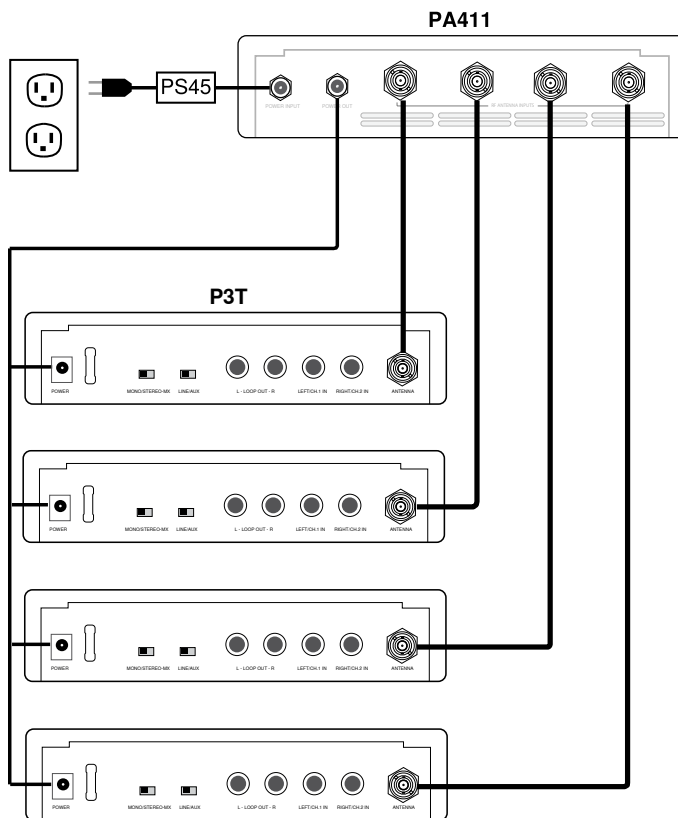 PA411
PS45
POWER INPUT
POWER OUT
RF ANTENNA INPUTS
P3T
POWER MONO/STEREO-MX LINE/AUX L - LOOP OUT - R LEFT/CH.1 IN RIGHT/CH.2 IN ANTENNA
POWER MONO/STEREO-MX LINE/AUX L - LOOP OUT - R LEFT/CH.1 IN RIGHT/CH.2 IN ANTENNA
POWER MONO/STEREO-MX LINE/AUX L - LOOP OUT - R LEFT/CH.1 IN RIGHT/CH.2 IN ANTENNA
POWER MONO/STEREO-MX LINE/AUX L - LOOP OUT - R LEFT/CH.1 IN RIGHT/CH.2 IN ANTENNA